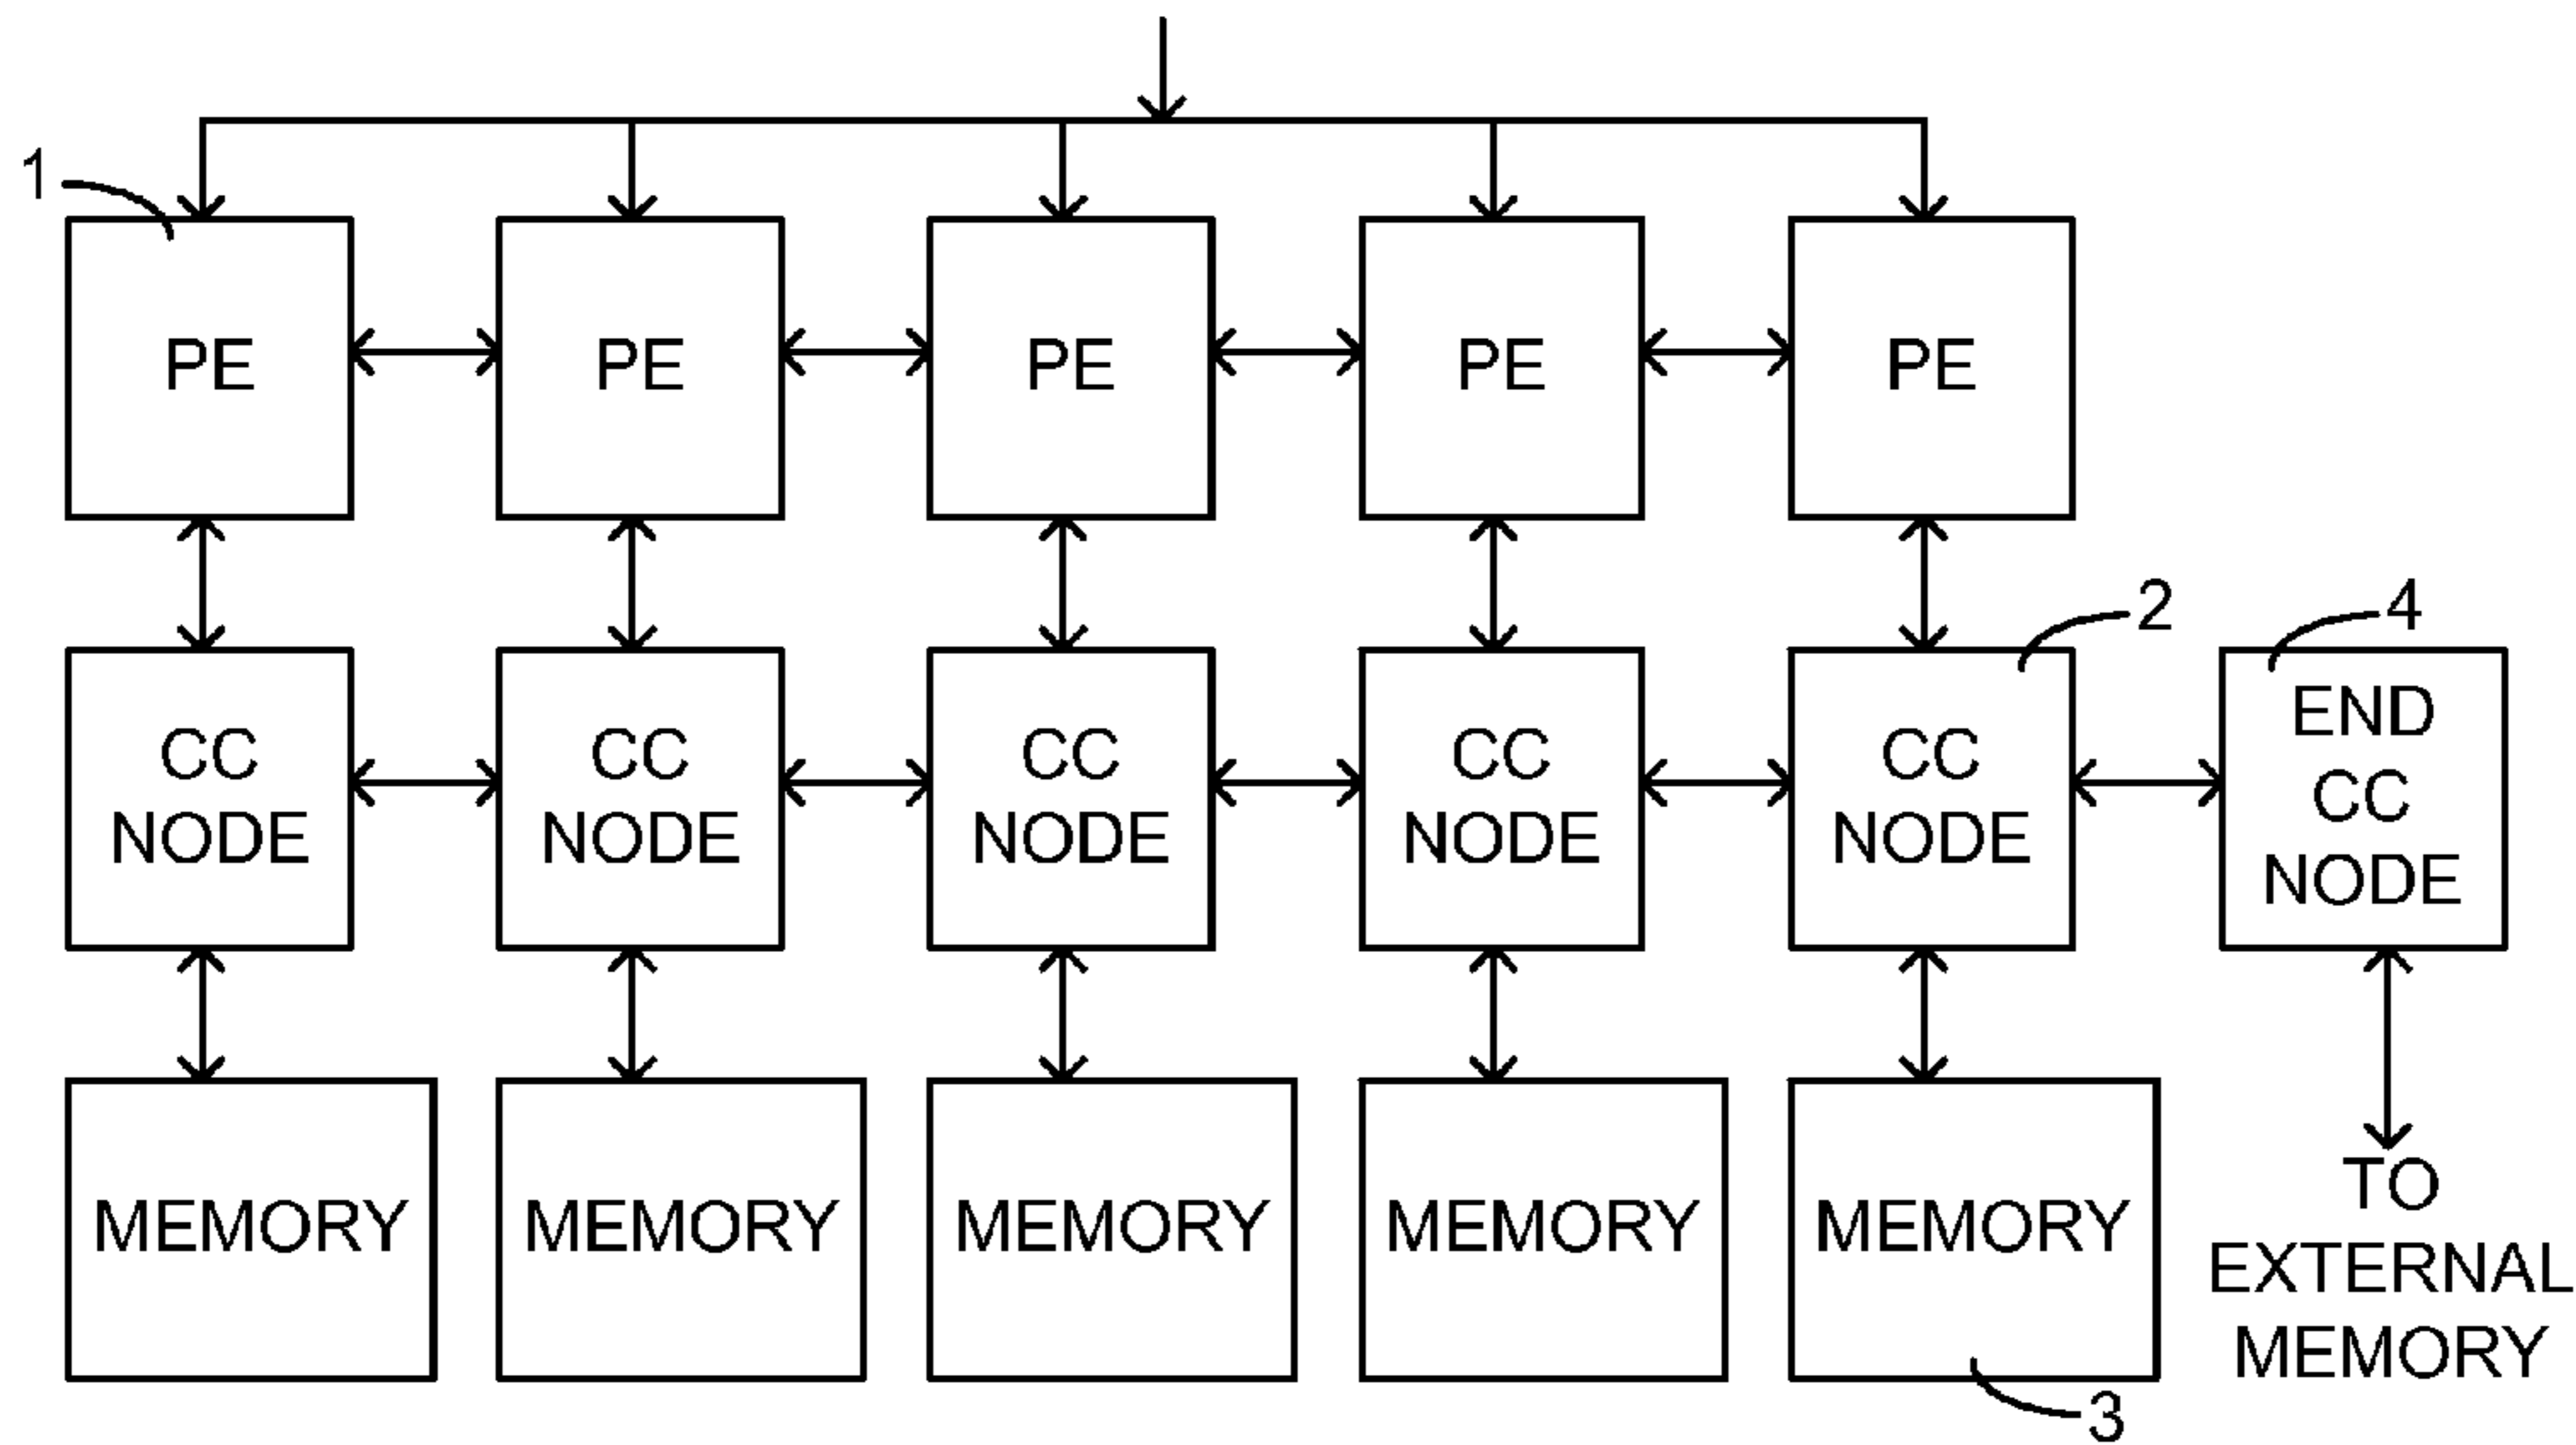 1
PE
PE
PE
PE
PE
2
4
CC
NODE
CC
NODE
CC
NODE
CC
NODE
CC
NODE
END
CC
NODE
MEMORY
MEMORY
MEMORY
MEMORY
MEMORY
TO
EXTERNAL
MEMORY
3